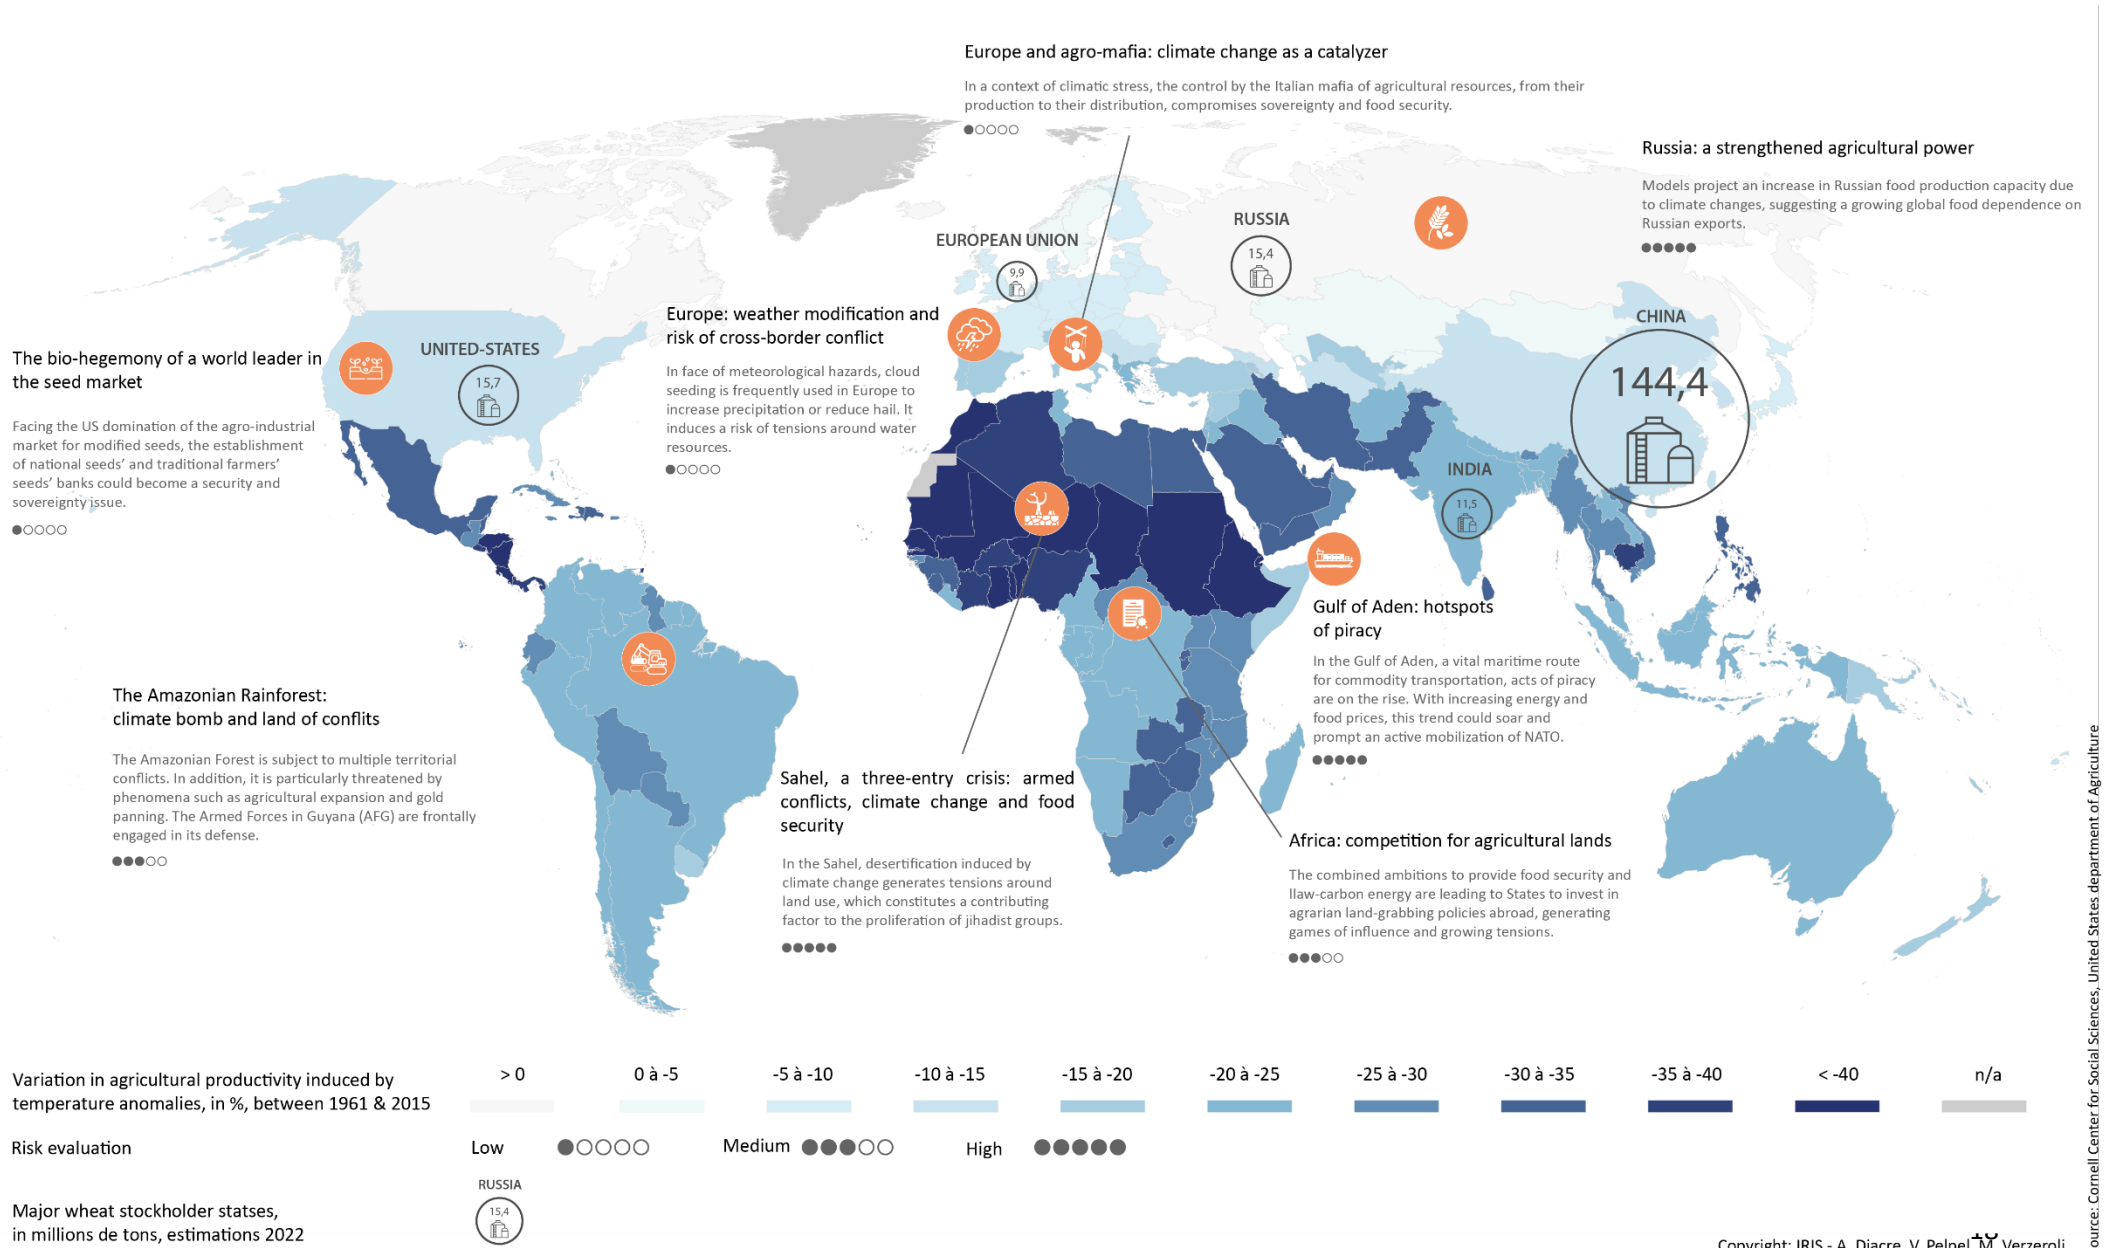 Europe and agro-mafia: climate change as a catalyzer
In a context of climatic stress, the control by the Italian mafia of agricultural resources, from their
production to their distribution, compromises sovereignty and food security.
Russia: a strengthened agricultural power
Models project an increase in Russian food production capacity due
to climate changes, suggesting a growing global food dependence on
Russian exports.
RUSSIA
15,4
EUROPEAN UNION
9,9
Europe: weather modification and
risk of cross-border conflict
In face of meteorological hazards, cloud
seeding is frequently used in Europe to
increase precipitation or reduce hail. It
induces a risk of tensions around water
resources.
CHINA
144,4
UNITED-STATES
15,7
The bio-hegemony of a world leader in
the seed market
Facing the US domination of the agro-industrial
market for modified seeds, the establishment
of national seeds' and traditional farmers'
seeds' banks could become a security and
sovereignty issue.
INDIA
11,5
Gulf of Aden: hotspots
of piracy
In the Gulf of Aden, a vital maritime route
for commodity transportation, acts of piracy
are on the rise. With increasing energy and
food prices, this trend could soar and
prompt an active mobilization of NATO.
The Amazonian Rainforest:
climate bomb and land of conflits
The Amazonian Forest is subject to multiple territorial
conflicts. In addition, it is particularly threatened by
phenomena such as agricultural expansion and gold
panning. The Armed Forces in Guyana (AFG) are frontally
engaged in its defense.
Sahel, a three-entry crisis: armed
conflicts, climate change and food
security
In the Sahel, desertification induced by
climate change generates tensions around
land use, which constitutes a contributing
factor to the proliferation of jihadist groups.
Africa: competition for agricultural lands
The combined ambitions to provide food security and
llaw-carbon energy are leading to States to invest in
agrarian land-grabbing policies abroad, generating
games of influence and growing tensions.
Variation in agricultural productivity induced by
temperature anomalies, in %, between 1961 & 2015
> 0
0 à -5
-5 à -10
-10 à -15
-15 à -20
-20 à -25
-25 à -30
-30 à -35
-35 à -40
< -40
n/a
Risk evaluation
Low
Medium
High
Major wheat stockholder statses,
in millions de tons, estimations 2022
RUSSIA
15,4
ource: Cornell Center for Social Sciences, United States department of Agriculture
Copyright: IRIS - A. Diacre, V. Pelpel, M. Verzeroli